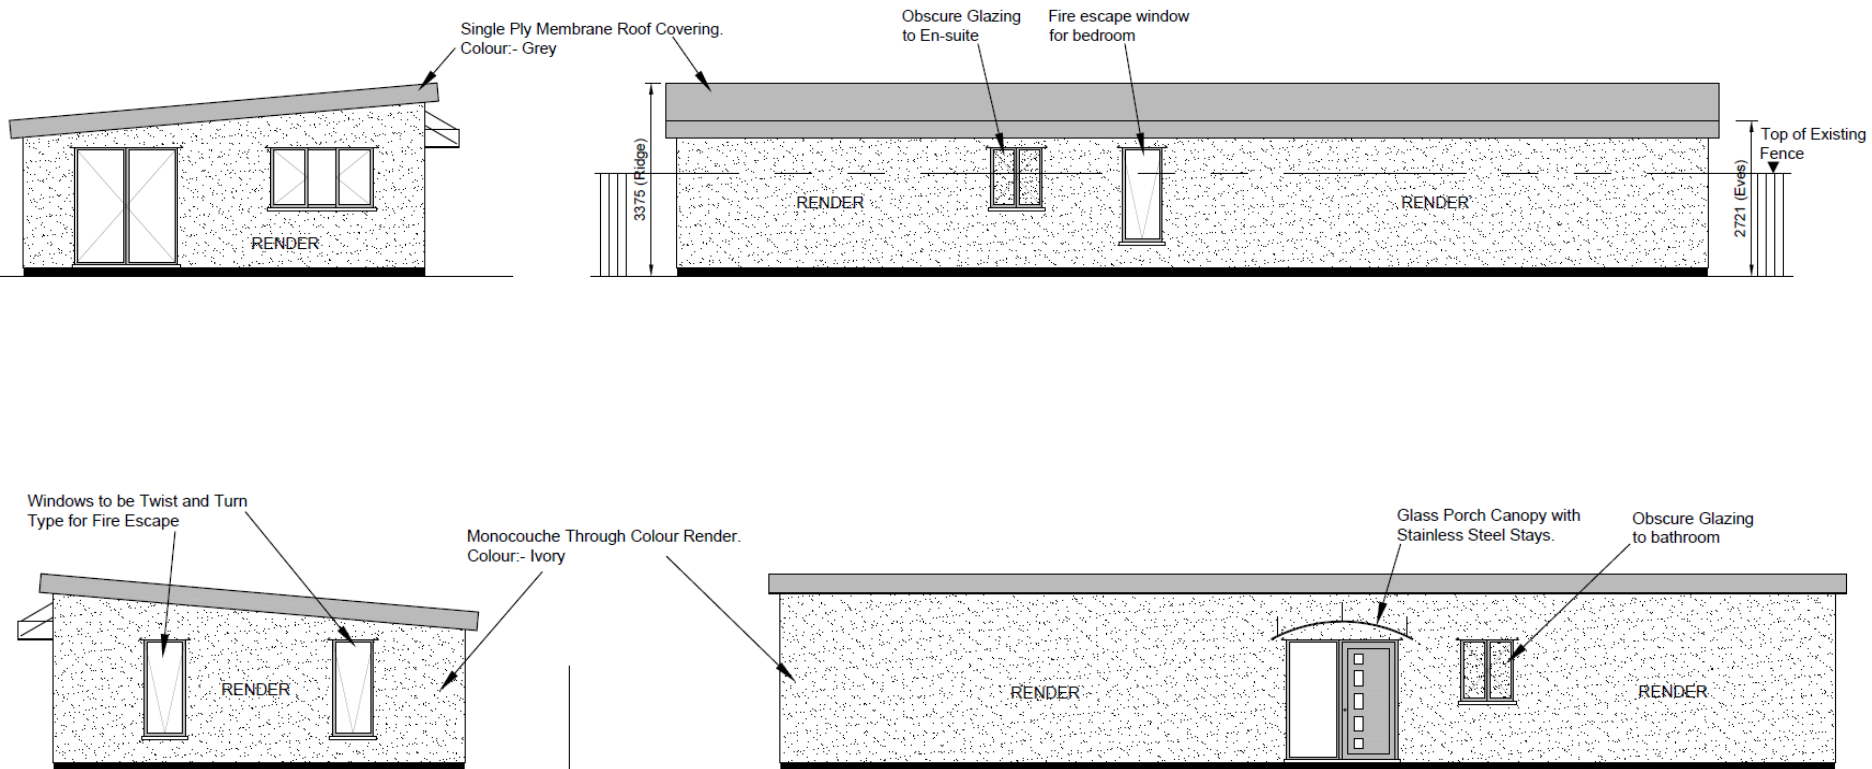 Single Ply Membrane Roof Covering.
Colour:- Grey
Obscure Glazing
to En-suite
Fire escape window
for bedroom
Top of Existing
Fence
3375 (Ridge)
2721 (Eves)
RENDER
RENDER
RENDER
Windows to be Twist and Turn
Type for Fire Escape
Monocouche Through Colour Render.
Colour:- Ivory
Glass Porch Canopy with
Stainless Steel Stays.
Obscure Glazing
to bathroom
RENDER
RENDER
RENDER